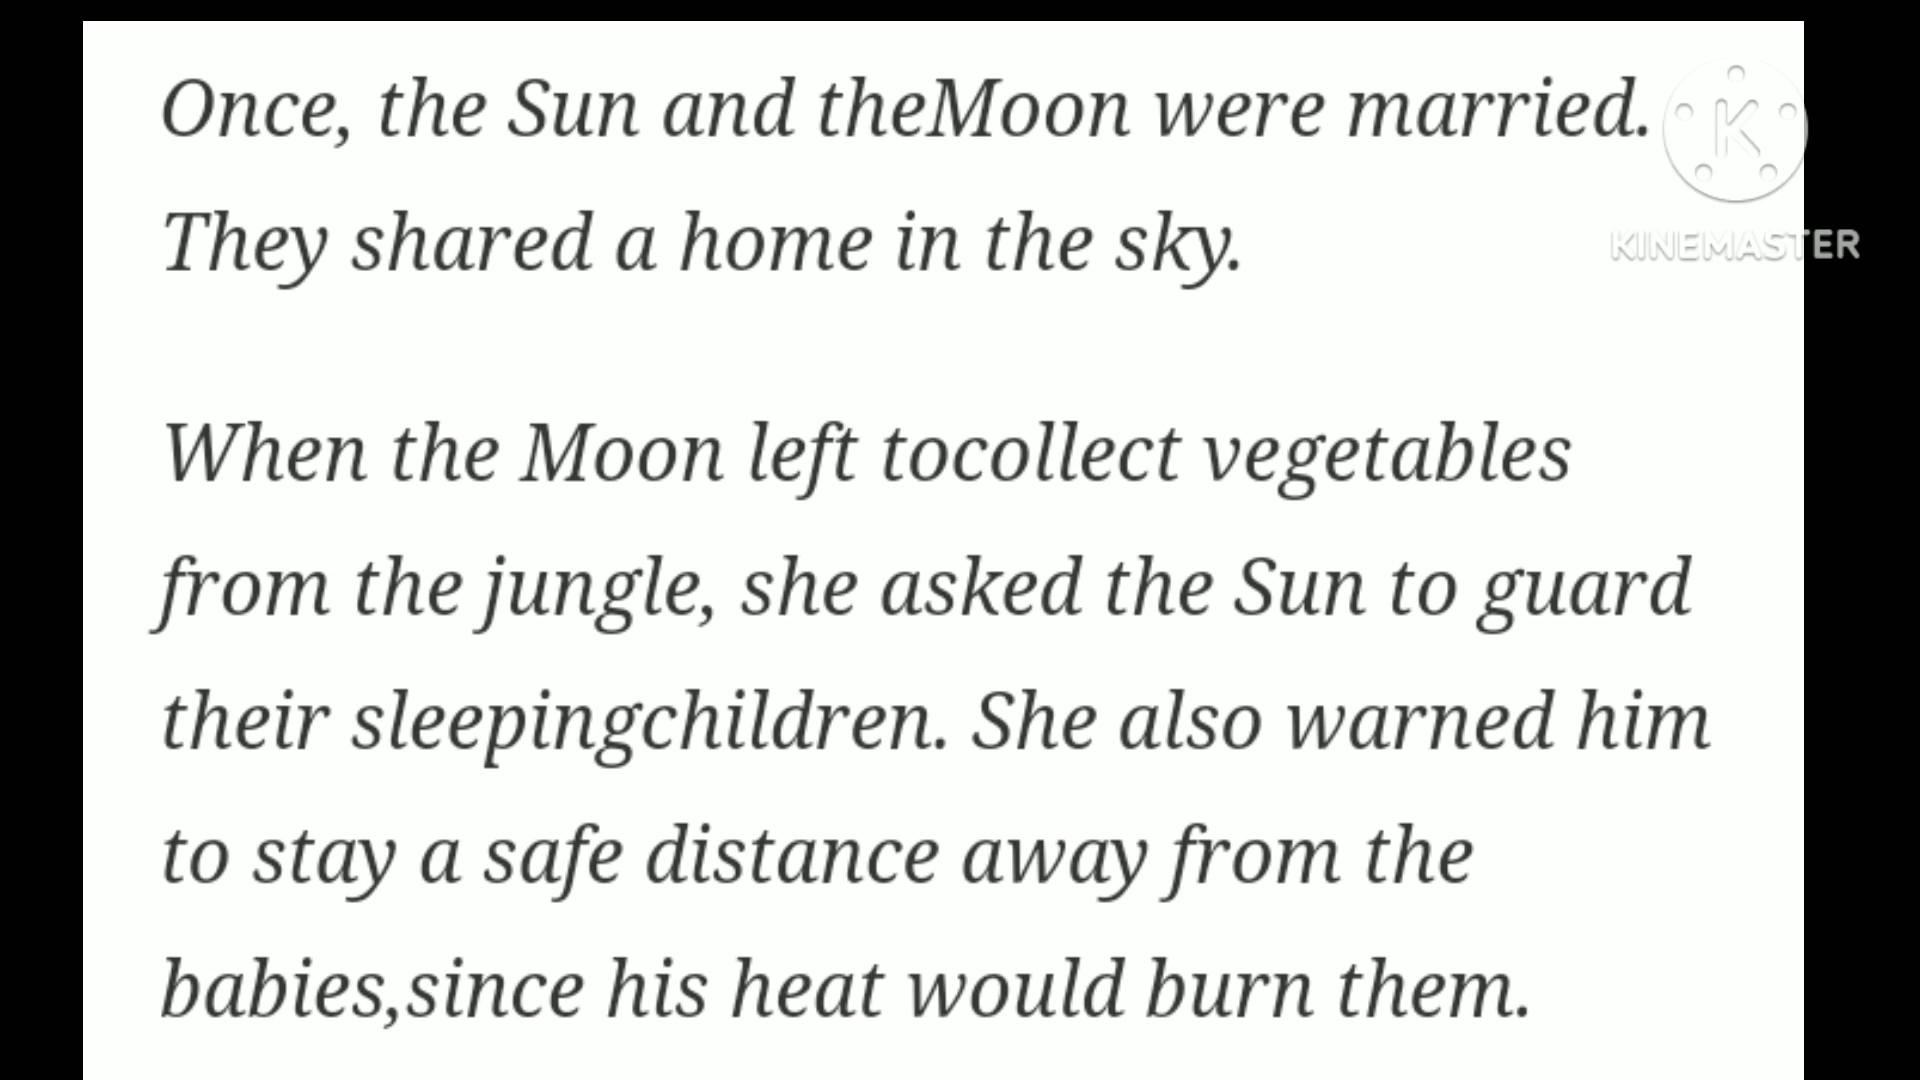 Once, the Sun and theMoon were married.
They shared a home in the sky.
When the Moon left tocollect vegetables
from the jungle, she asked the Sun to guard
their sleepingchildren. She also warned him
to stay a safe distance away from the
babies,since his heat would burn them.
K
KINEMASTER